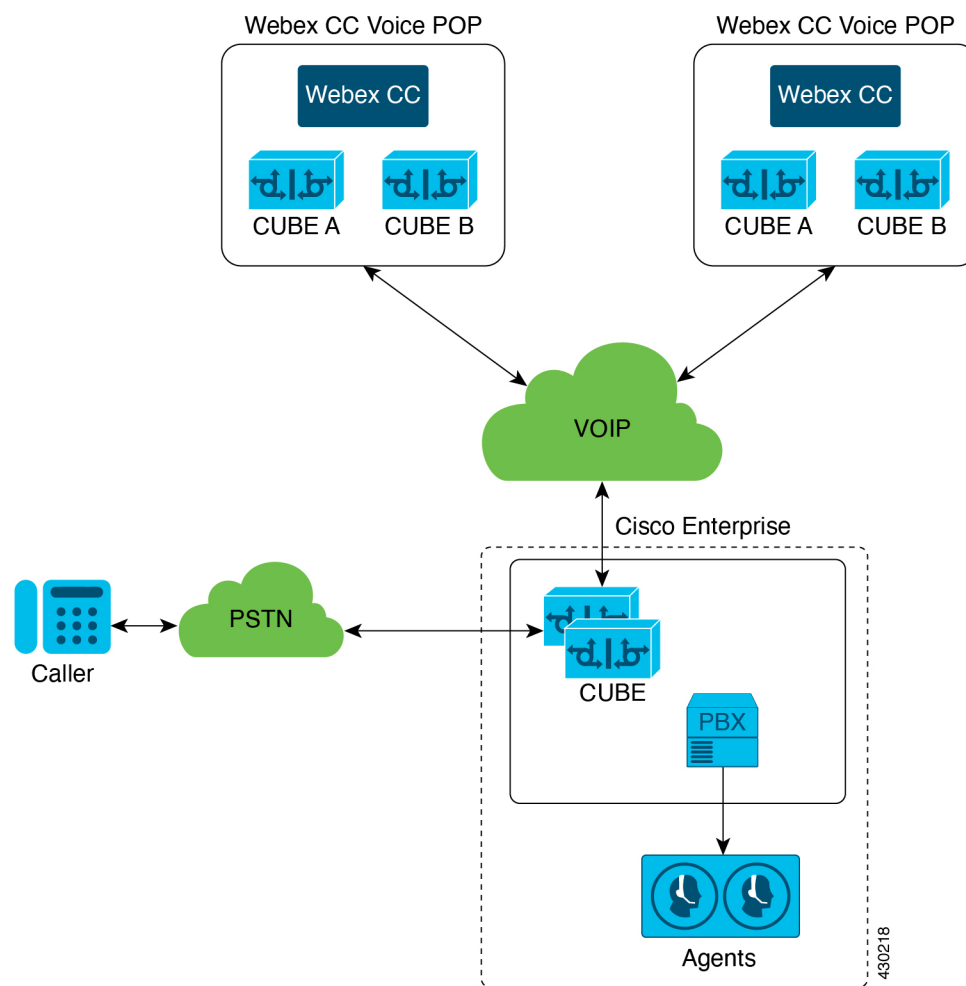 Webex CC Voice POP
Webex CC Voice POP
Webex CC
Webex CC
CUBE A
CUBE B
CUBE A
CUBE B
VOIP
Cisco Enterprise
PSTN
Caller
CUBE
PBX
Agents
430218